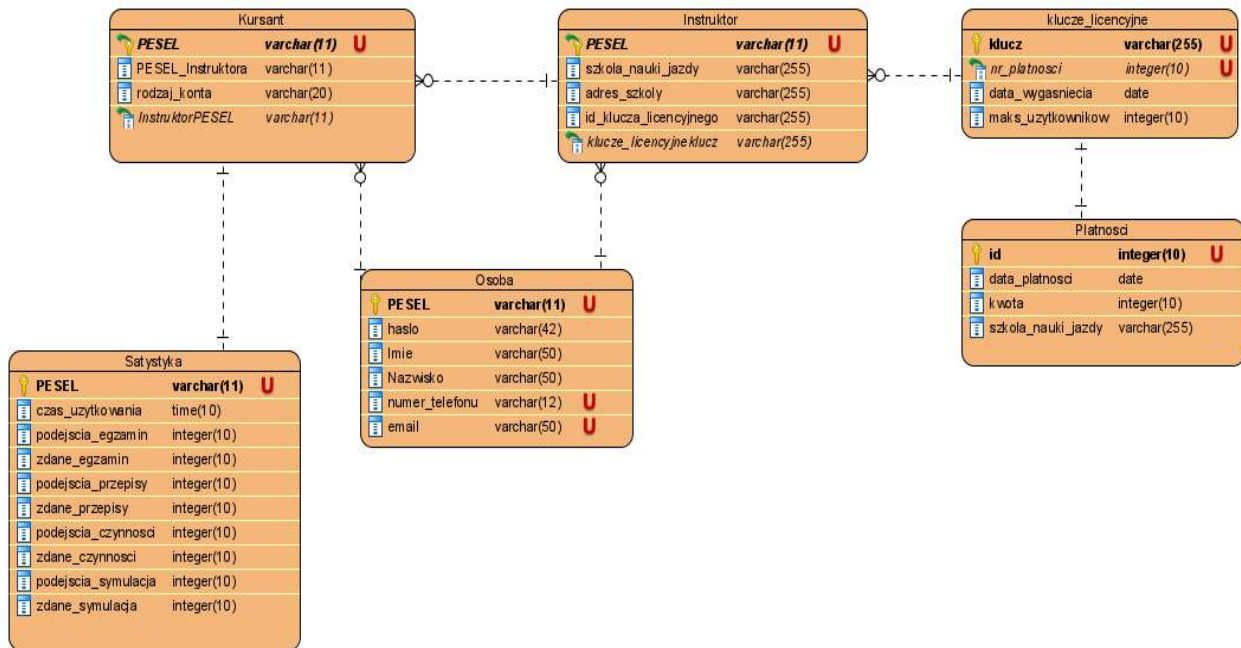 Kursant
PESEL varchar(11) U
PESEL_Instruktora varchar(11)
rodzaj_konta varchar(20)
InstruktorPESEL varchar(11)
Instruktor
PESEL varchar(11) U
szkola_nauki_jazdy varchar(255)
adres_szkoly varchar(255)
id_klucza_licencyjnego varchar(255)
klucze_licencyjneklucz varchar(255)
klucze_licencyjne
klucz varchar(255) U
nr_platnosci integer(10) U
data_wygasniecia date
maks_uzytkownikow integer(10)
Platnosci
id integer(10) U
data_platnosci date
kwota integer(10)
szkola_nauki_jazdy varchar(255)
Osoba
PESEL varchar(11) U
haslo varchar(42)
Imie varchar(50)
Nazwisko varchar(50)
numer_telefonu varchar(12) U
email varchar(50) U
Satystyka
PESEL varchar(11) U
czas_uzytkowania time(10)
podejscia_egzamin integer(10)
zdane_egzamin integer(10)
podejscia_przepisy integer(10)
zdane_przepisy integer(10)
podejscia_czynnosci integer(10)
zdane_czynnosci integer(10)
podejscia_symulacja integer(10)
zdane_symulacja integer(10)